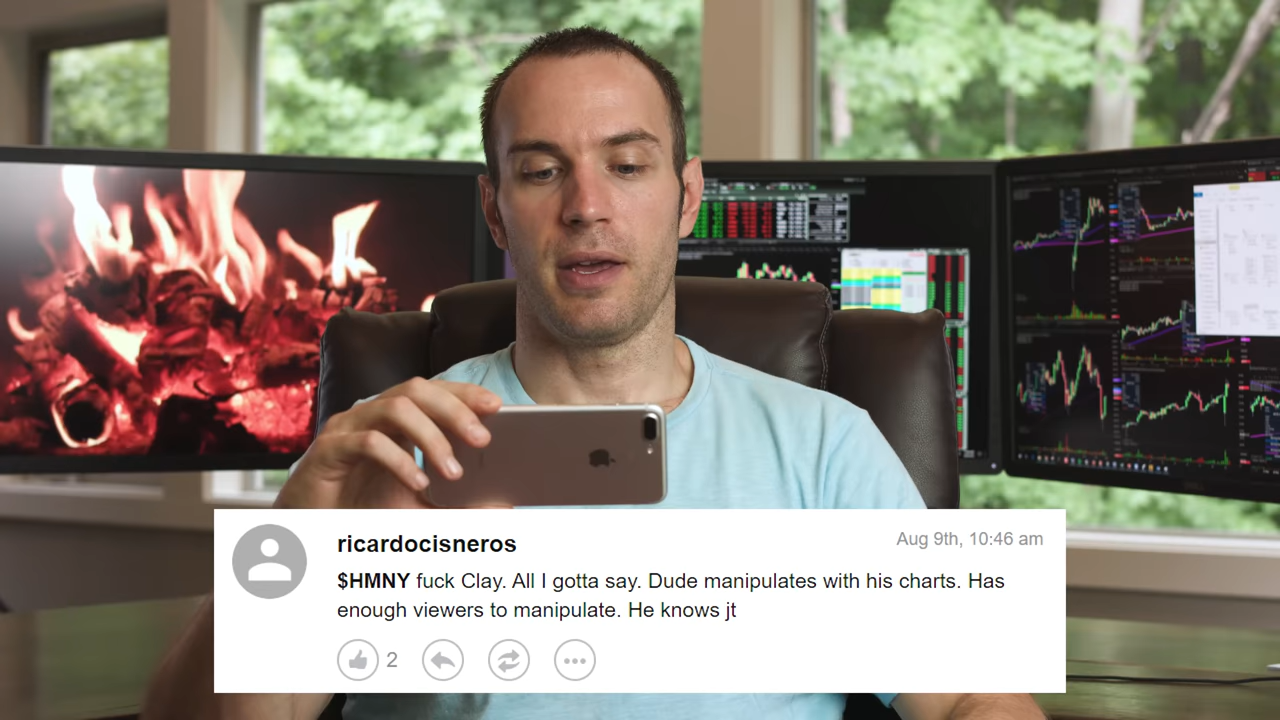 ricardocisneros
Aug 9th, 10:46 am
$HMNY fuck Clay. All I gotta say. Dude manipulates with his charts. Has
enough viewers to manipulate. He knows jt
2